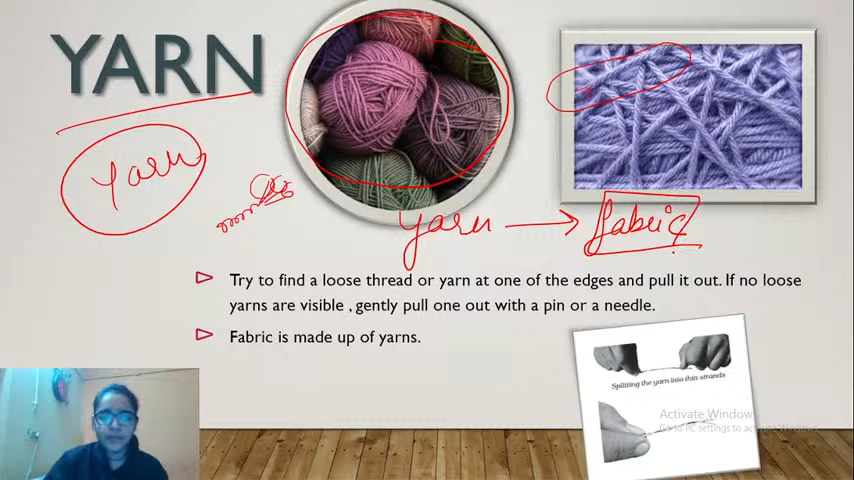 YARN
Yarn
yarn → fabric
Try to find a loose thread or yarn at one of the edges and pull it out. If no loose
yarns are visible , gently pull one out with a pin or a needle.
Fabric is made up of yarns.
Splitting the yarn into thin strands
Activate Windows
Go to PC settings to activate Windows.